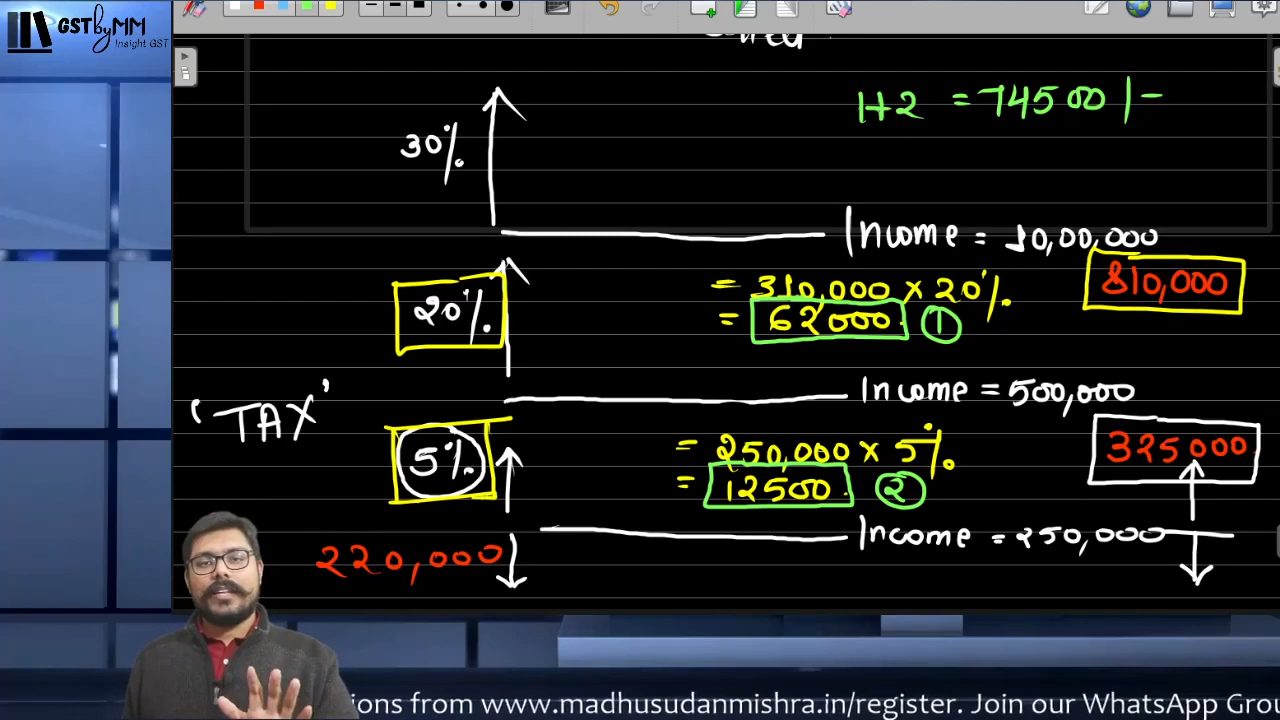 GSTbyMM
Insight GST
1+2 = 74500/-
30%
Income = 10,00,000
810,000
= 310,000 × 20%
20%
= 62000. 1
Income = 500,000
'TAX'
325000
= 250,000 × 5%
5%
= 12500. 2
Income = 250,000
220,000
ions from www.madhusudanmishra.in/register. Join our WhatsApp Grou